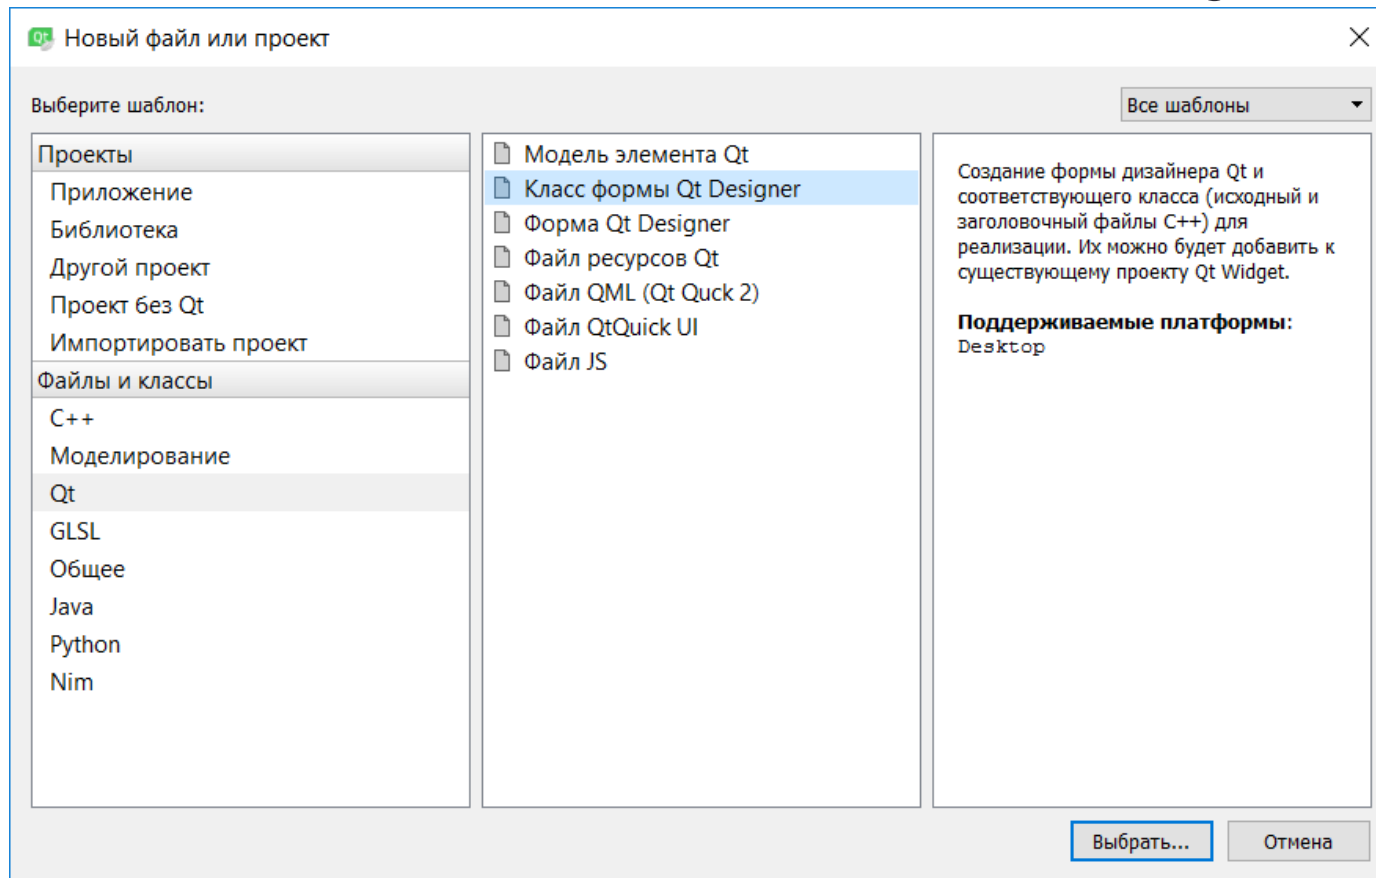 Новый файл или проект
Выберите шаблон:
Все шаблоны
Проекты
Приложение
Библиотека
Другой проект
Проект без Qt
Импортировать проект
Файлы и классы
C++
Моделирование
Qt
GLSL
Общее
Java
Python
Nim
Модель элемента Qt
Класс формы Qt Designer
Форма Qt Designer
Файл ресурсов Qt
Файл QML (Qt Quck 2)
Файл QtQuick UI
Файл JS
Создание формы дизайнера Qt и
соответствующего класса (исходный и
заголовочный файлы C++) для
реализации. Их можно будет добавить к
существующему проекту Qt Widget.
Поддерживаемые платформы:
Desktop
Выбрать...
Отмена